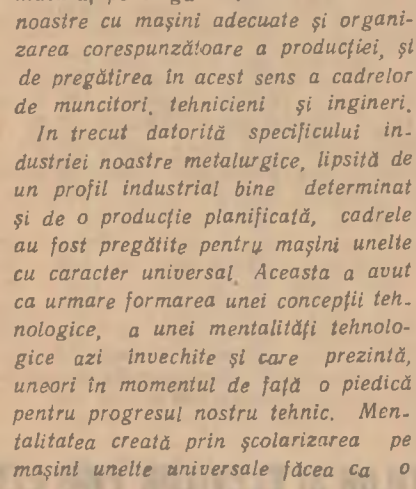 noastre cu mașini adecuate și organi-
zarea corespunzătoare a producției, și
de pregătirea în acest sens a cadrelor
de muncitori, tehnicieni și ingineri.
In trecut datorită specificului in-
dustriei noastre metalurgice, lipsită de
un profil industrial bine determinat
și de o producție planificată, cadrele
au fost pregătite pentru mașini unelte
cu caracter universal. Aceasta a avut
ca urmare formarea unei concepții teh-
nologice, a unei mentalități tehnolo-
gice azi învechite și care prezintă,
uneori în momentul de față o piedică
pentru progresul nostru tehnic. Men-
talitatea creată prin școlarizarea pe
mașini unelte universale făcea ca o